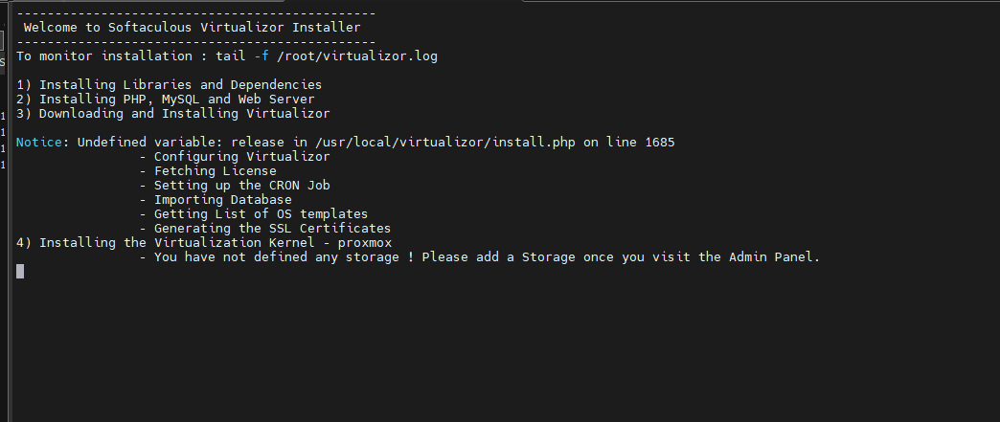 -----------------------------------------------
Welcome to Softaculous Virtualizor Installer
-----------------------------------------------
To monitor installation : tail -f /root/virtualizor.log
1) Installing Libraries and Dependencies
2) Installing PHP, MySQL and Web Server
3) Downloading and Installing Virtualizor
Notice: Undefined variable: release in /usr/local/virtualizor/install.php on line 1685
- Configuring Virtualizor
- Fetching License
- Setting up the CRON Job
- Importing Database
- Getting List of OS templates
- Generating the SSL Certificates
4) Installing the Virtualization Kernel - proxmox
- You have not defined any storage ! Please add a Storage once you visit the Admin Panel.